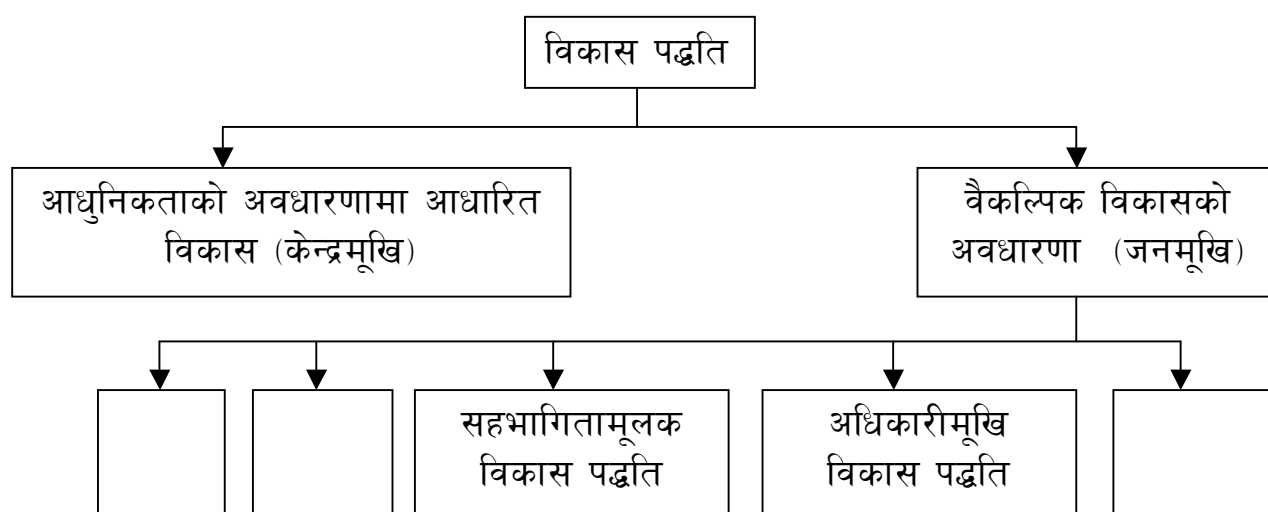 विकास पद्धति
आधुनिकताको अवधारणामा आधारित
विकास (केन्द्रमूखि)
वैकल्पिक विकासको
अवधारणा (जनमूखि)
सहभागितामूलक
विकास पद्धति
अधिकारीमूखि
विकास पद्धति